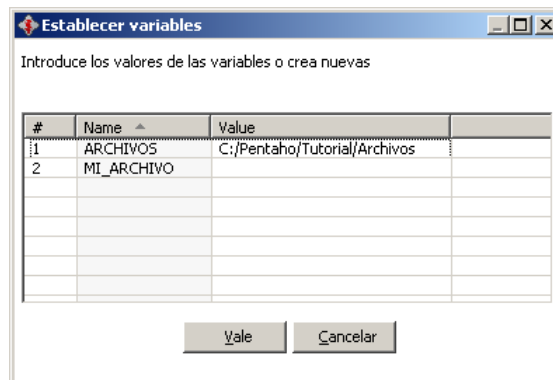 Establecer variables
Introduce los valores de las variables o crea nuevas
# Name Value
1 ARCHIVOS C:/Pentaho/Tutorial/Archivos
2 MI_ARCHIVO
Vale Cancelar